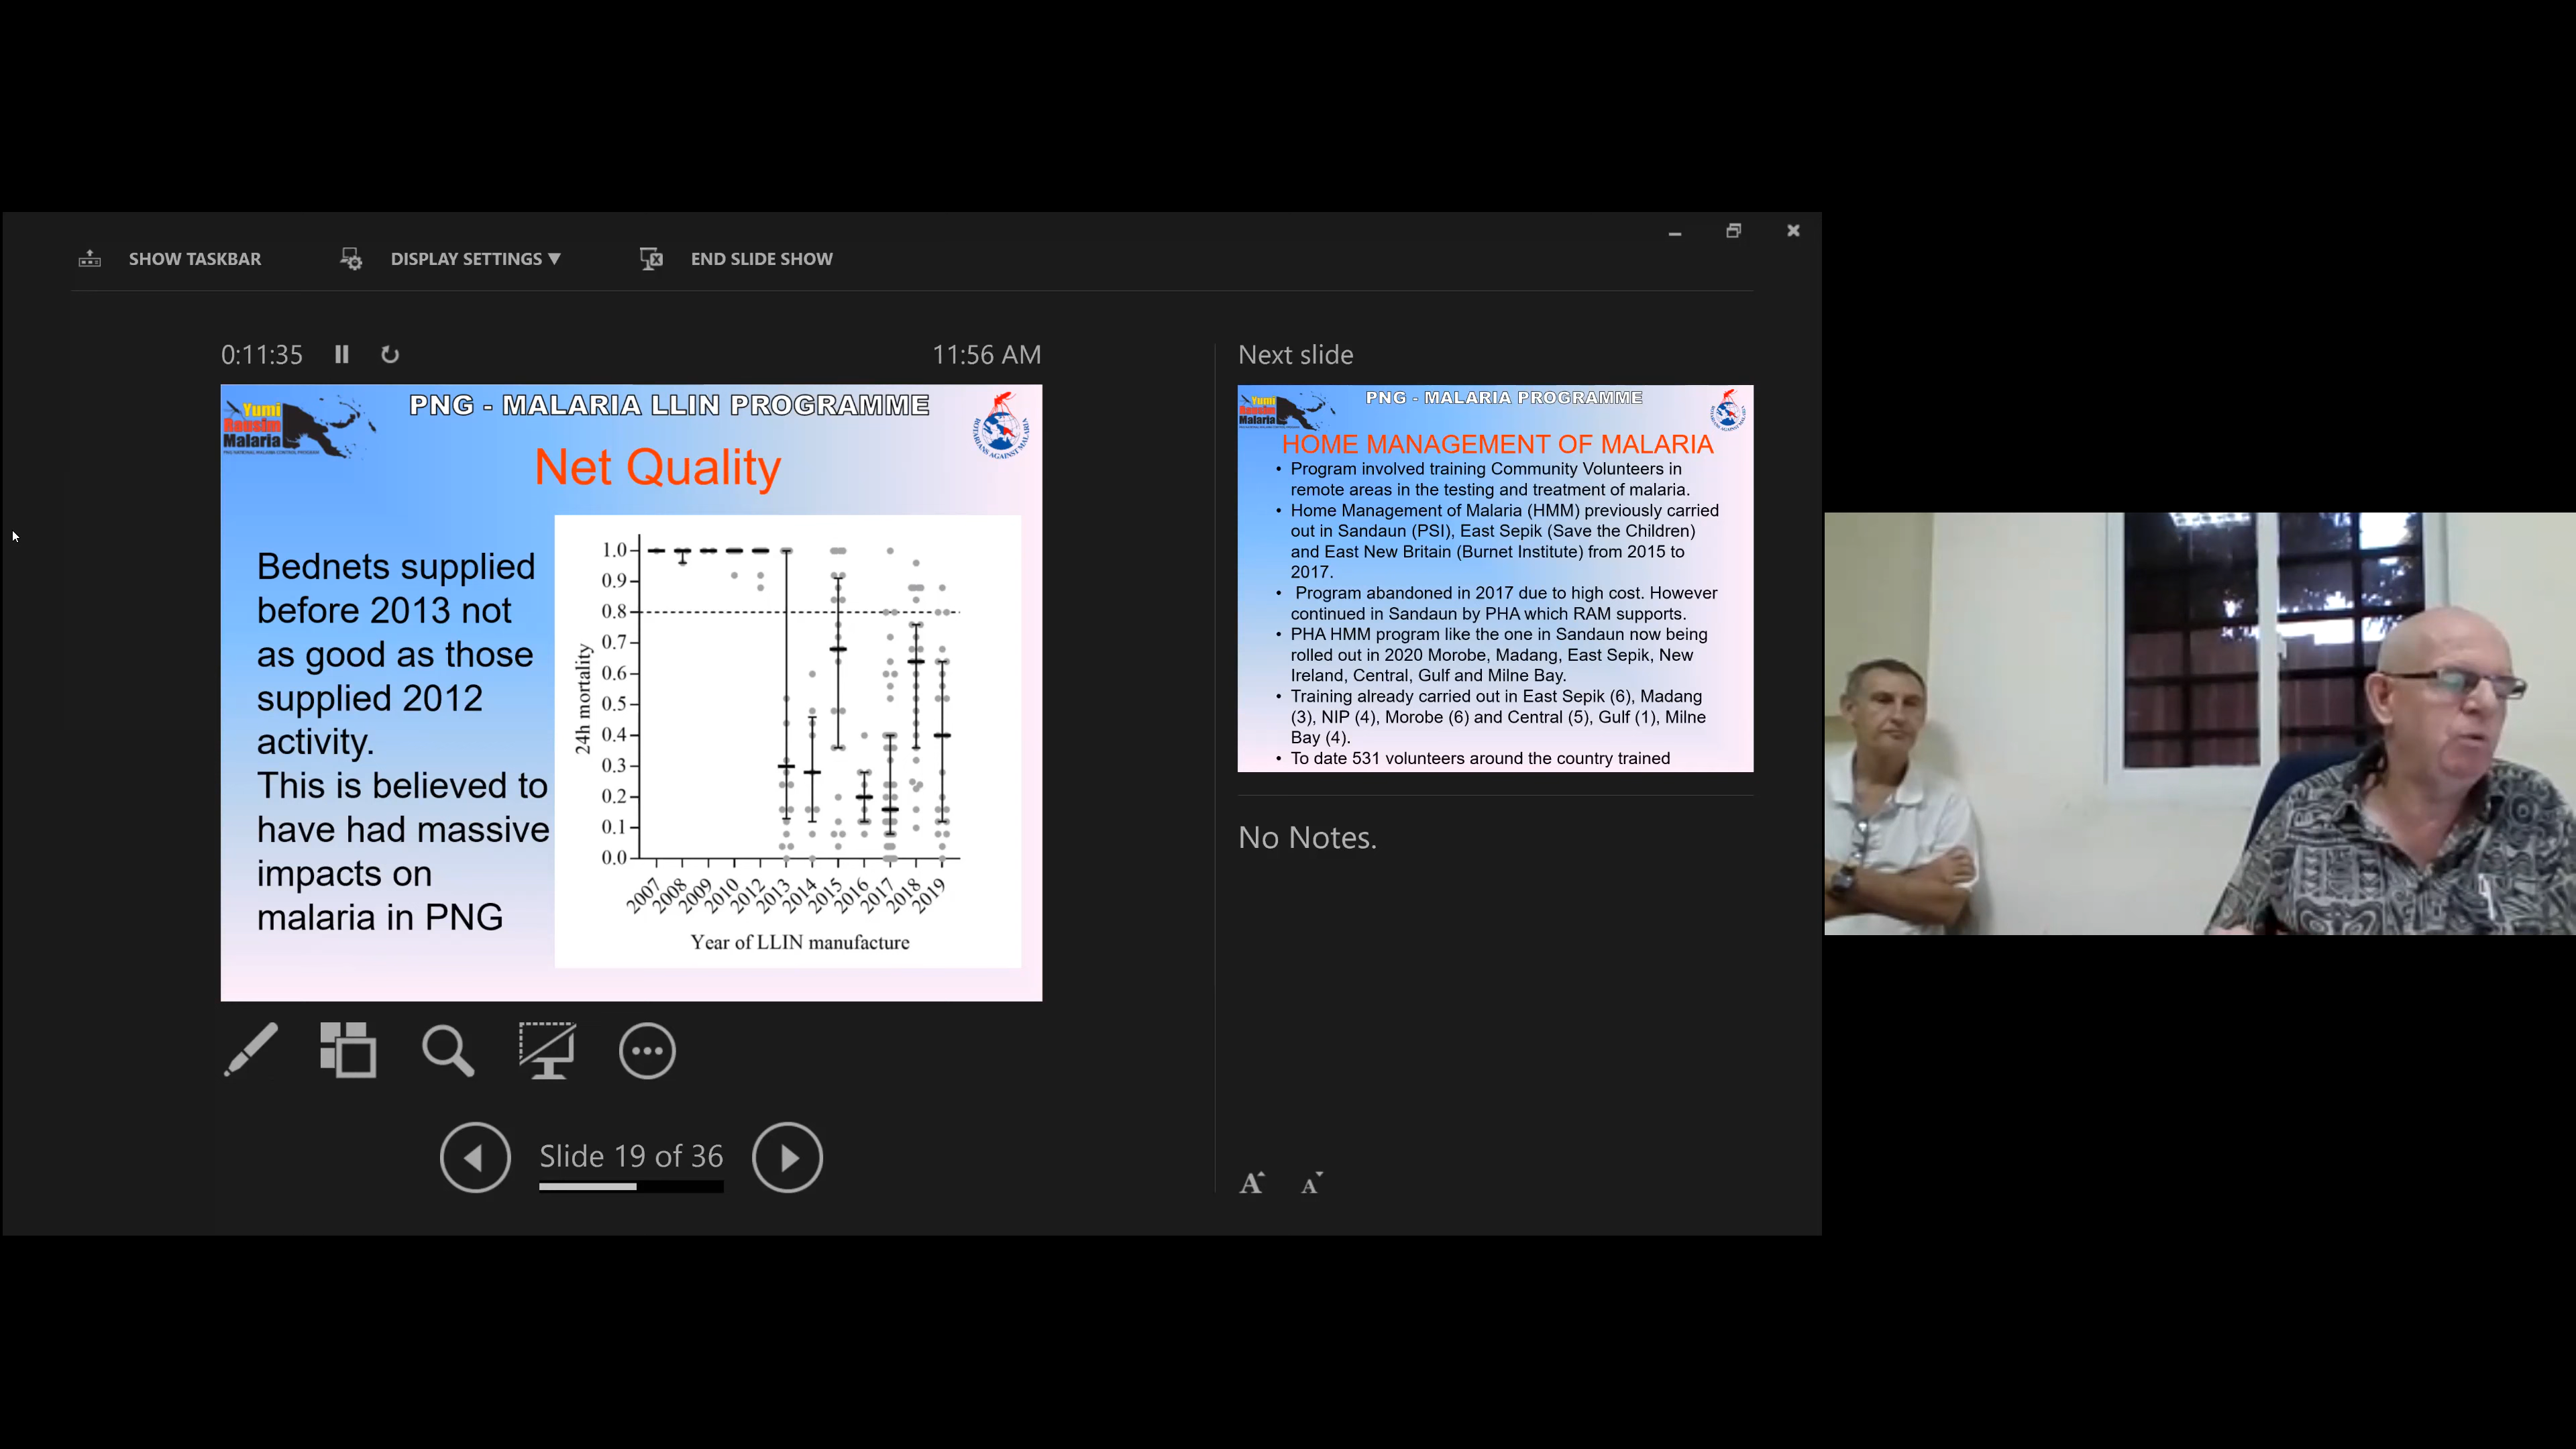 SHOW TASKBAR
DISPLAY SETTINGS ▼
END SLIDE SHOW
0:11:35
11:56 AM
Yumi
Rausim
Malaria
PNG - MALARIA LLIN PROGRAMME
ROTARIANS AGAINST MALARIA
Net Quality
Bednets supplied
before 2013 not
as good as those
supplied 2012
activity.
This is believed to
have had massive
impacts on
malaria in PNG
24h mortality
1.0
0.9
0.8
0.7
0.6
0.5
0.4
0.3
0.2
0.1
0.0
2007
2008
2009
2010
2012
2013
2014
2015
2016
2017
2018
2019
Year of LLIN manufacture
Slide 19 of 36
Next slide
Yumi
Rausim
Malaria
PNG - MALARIA PROGRAMME
HOME MANAGEMENT OF MALARIA
• Program involved training Community Volunteers in
remote areas in the testing and treatment of malaria.
• Home Management of Malaria (HMM) previously carried
out in Sandaun (PSI), East Sepik (Save the Children)
and East New Britain (Burnet Institute) from 2015 to
2017.
• Program abandoned in 2017 due to high cost. However
continued in Sandaun by PHA which RAM supports.
• PHA HMM program like the one in Sandaun now being
rolled out in 2020 Morobe, Madang, East Sepik, New
Ireland, Central, Gulf and Milne Bay.
• Training already carried out in East Sepik (6), Madang
(3), NIP (4), Morobe (6) and Central (5), Gulf (1), Milne
Bay (4).
• To date 531 volunteers around the country trained
No Notes.
A A